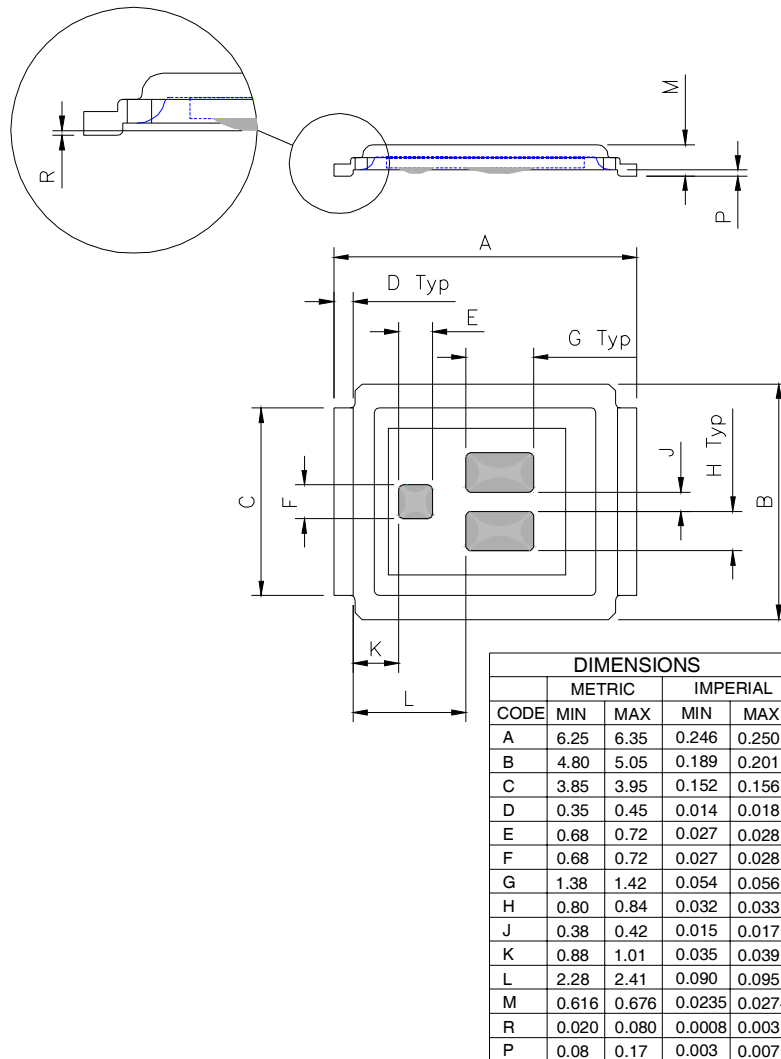 M
R
P
A
D Typ
E
G Typ
J
H Typ
C
F
B
K
L
DIMENSIONS
METRIC IMPERIAL
CODE MIN MAX MIN MAX
A 6.25 6.35 0.246 0.250
B 4.80 5.05 0.189 0.201
C 3.85 3.95 0.152 0.156
D 0.35 0.45 0.014 0.018
E 0.68 0.72 0.027 0.028
F 0.68 0.72 0.027 0.028
G 1.38 1.42 0.054 0.056
H 0.80 0.84 0.032 0.033
J 0.38 0.42 0.015 0.017
K 0.88 1.01 0.035 0.039
L 2.28 2.41 0.090 0.095
M 0.616 0.676 0.0235 0.027
R 0.020 0.080 0.0008 0.003
P 0.08 0.17 0.003 0.007